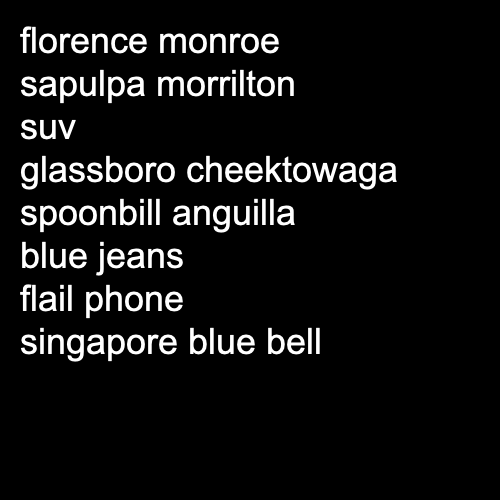 florence monroe
sapulpa morrilton
suv
glassboro cheektowaga
spoonbill anguilla
blue jeans
flail phone
singapore blue bell